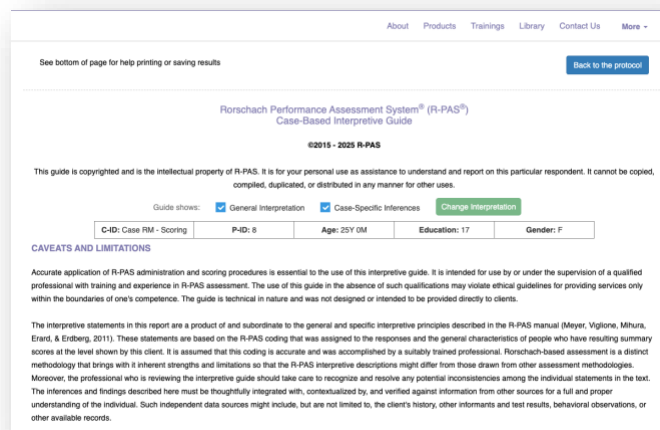 About Products Trainings Library Contact Us More
See bottom of page for help printing or saving results
Back to the protocol
Rorschach Performance Assessment System® (R-PAS®)
Case-Based Interpretive Guide
©2015 - 2025 R-PAS
This guide is copyrighted and is the intellectual property of R-PAS. It is for your personal use as assistance to understand and report on this particular respondent. It cannot be copied,
compiled, duplicated, or distributed in any manner for other uses.
Guide shows: General Interpretation Case-Specific Inferences Change Interpretation
C-ID: Case RM - Scoring P-ID: 8 Age: 25Y 0M Education: 17 Gender: F
CAVEATS AND LIMITATIONS
Accurate application of R-PAS administration and scoring procedures is essential to the use of this interpretive guide. It is intended for use by or under the supervision of a qualified
professional with training and experience in R-PAS assessment. The use of this guide in the absence of such qualifications may violate ethical guidelines for providing services only
within the boundaries of one's competence. The guide is technical in nature and was not designed or intended to be provided directly to clients.
The interpretive statements in this report are a product of and subordinate to the general and specific interpretive principles described in the R-PAS manual (Meyer, Viglione, Mihura,
Erard, & Erdberg, 2011). These statements are based on the R-PAS coding that was assigned to the responses and the general characteristics of people who have resulting summary
scores at the level shown by this client. It is assumed that this coding is accurate and was accomplished by a suitably trained professional. Rorschach-based assessment is a distinct
methodology that brings with it inherent strengths and limitations so that the R-PAS interpretive descriptions might differ from those drawn from other assessment methodologies.
Moreover, the professional who is reviewing the interpretive guide should take care to recognize and resolve any potential inconsistencies among the individual statements in the text.
The inferences and findings described here must be thoughtfully integrated with, contextualized by, and verified against information from other sources for a full and proper
understanding of the individual. Such independent data sources might include, but are not limited to, the client's history, other informants and test results, behavioral observations, or
other available records.